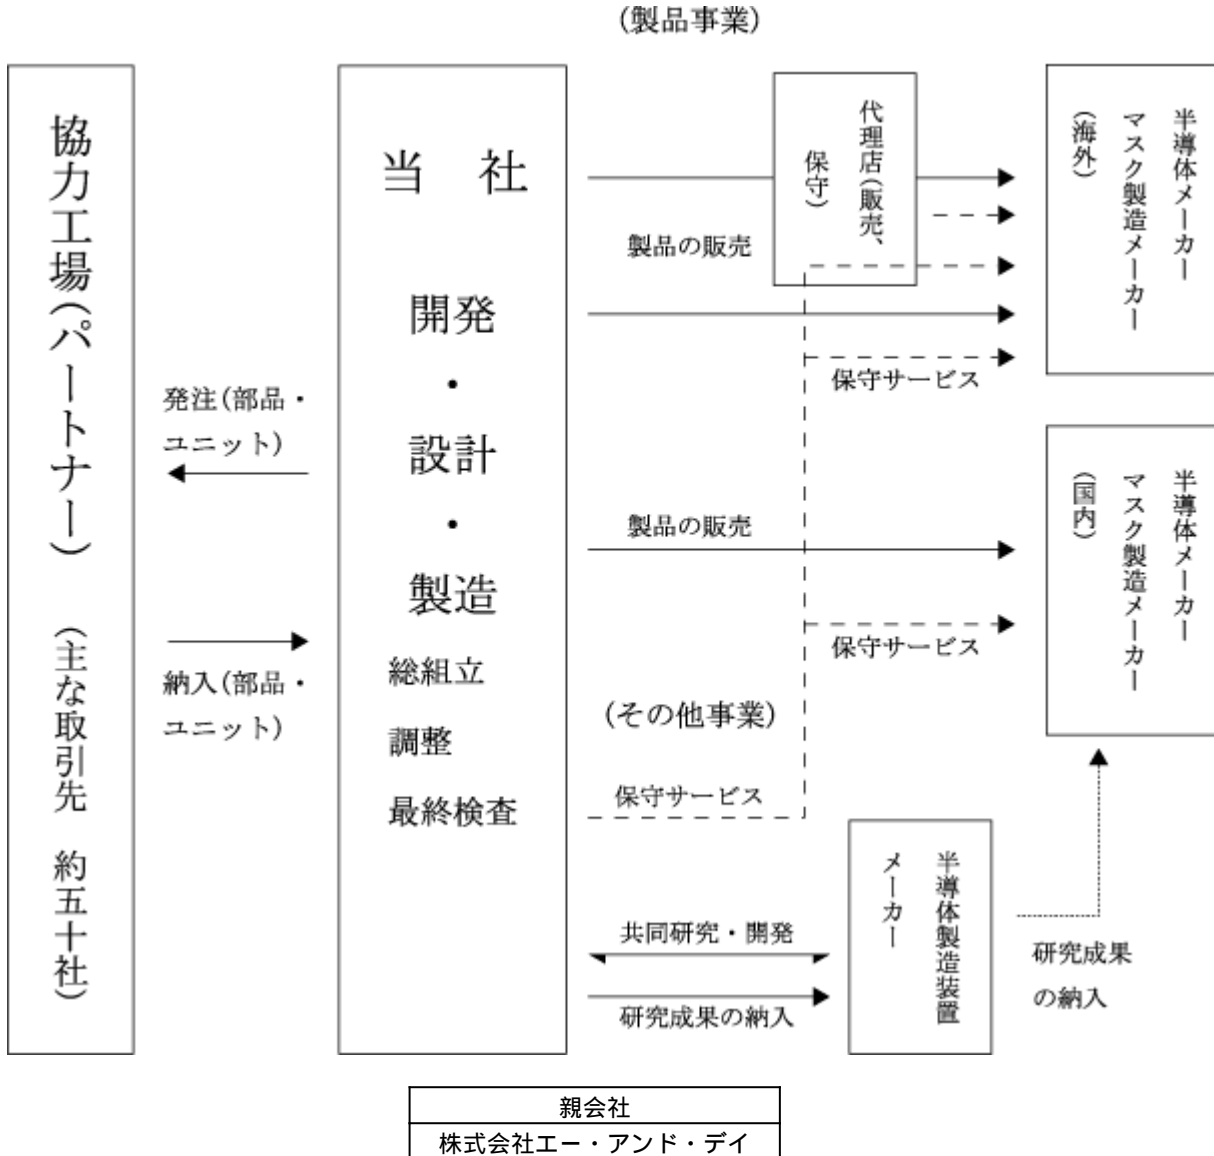 (製品事業)
協力工場(パートナー) (主な取引先 約五十社)
発注(部品・
ユニット)
納入(部品・
ユニット)
当 社
開発
・
設計
・
製造
総組立
調整
最終検査
代理店(販売、
保守)
製品の販売
保守サービス
半導体メーカー
マスク製造メーカー
(海外)
製品の販売
保守サービス
半導体メーカー
マスク製造メーカー
(国内)
(その他事業)
保守サービス
共同研究・開発
研究成果の納入
半導体製造装置
メーカー
研究成果
の納入
親会社
株式会社エー・アンド・デイ